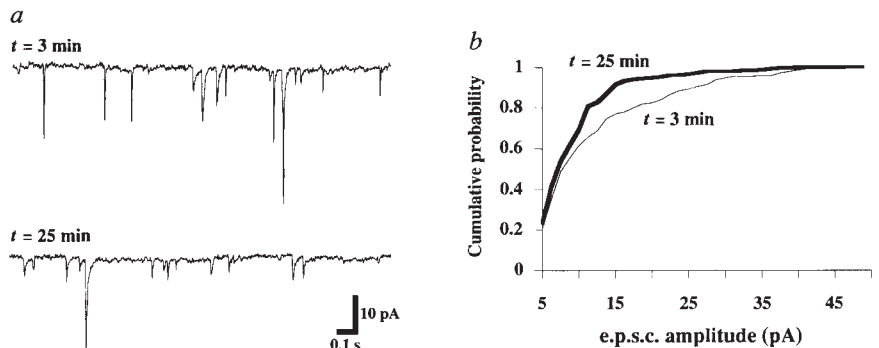 a
t = 3 min
t = 25 min
10 pA
0.1 s
b
t = 25 min
t = 3 min
Cumulative probability
1
0.8
0.6
0.4
0.2
0
5 15 25 35 45
e.p.s.c. amplitude (pA)